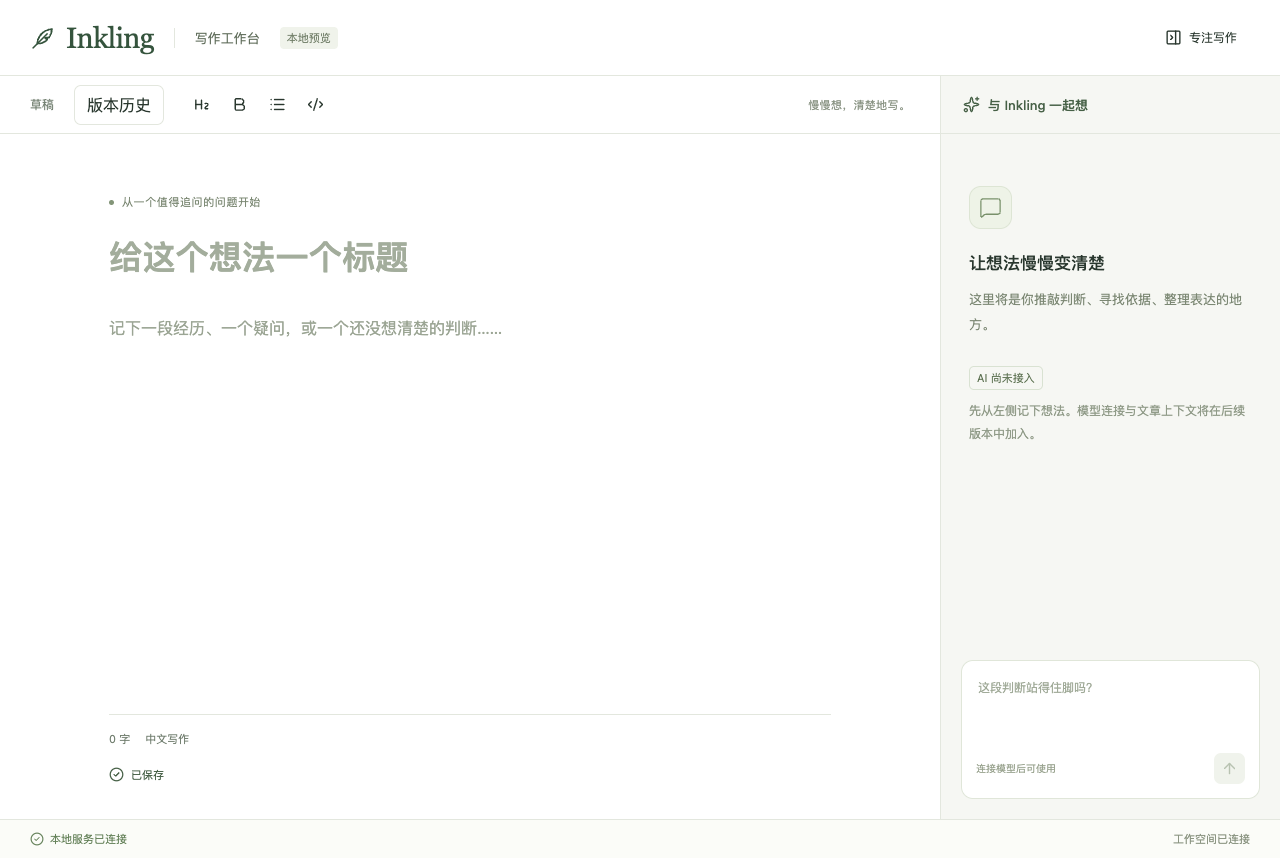 Inkling
写作工作台
本地预览
专注写作
草稿
版本历史
H₂
B
慢慢想，清楚地写。
与 Inkling 一起想
从一个值得追问的问题开始
给这个想法一个标题
记下一段经历、一个疑问，或一个还没想清楚的判断……
让想法慢慢变清楚
这里将是你推敲判断、寻找依据、整理表达的地
方。
AI 尚未接入
先从左侧记下想法。模型连接与文章上下文将在后续
版本中加入。
这段判断站得住脚吗?
连接模型后可使用
0 字
中文写作
已保存
本地服务已连接
工作空间已连接